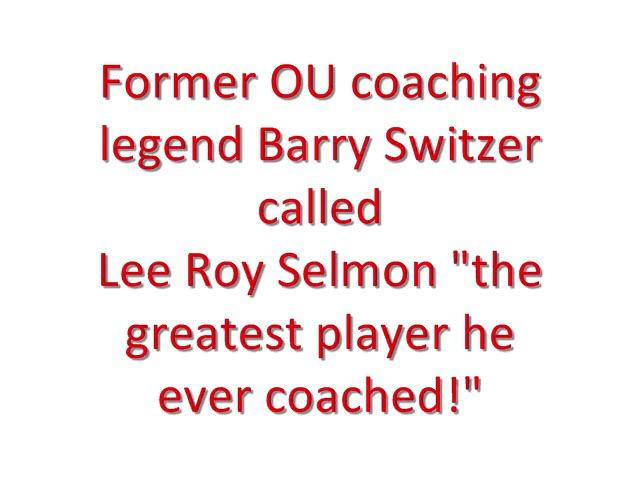 Former OU coaching
legend Barry Switzer
called
Lee Roy Selmon "the
greatest player he
ever coached!"